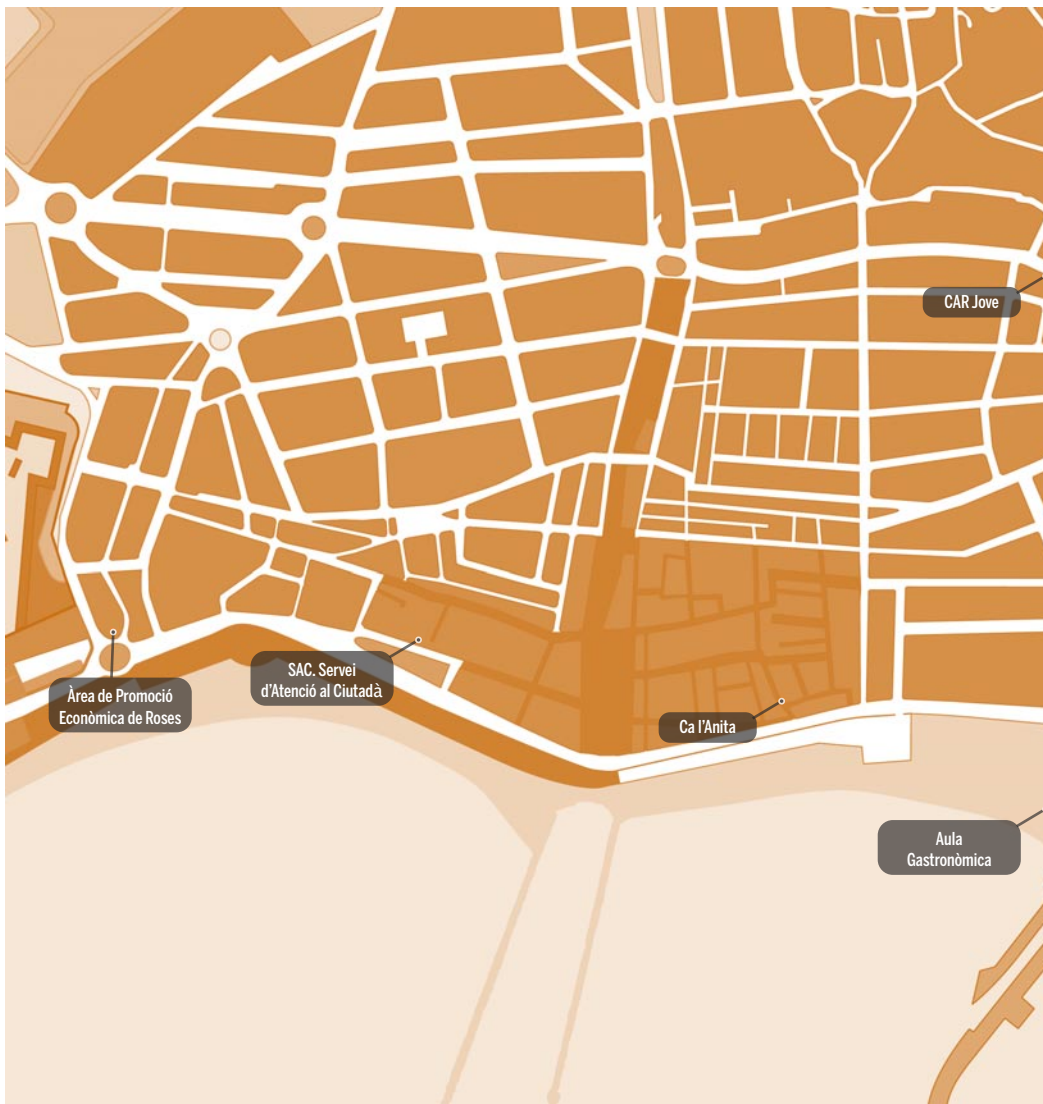 CAR Jove
SAC. Servei
d'Atenció al Ciutadà
Àrea de Promoció
Econòmica de Roses
Ca l'Anita
Aula
Gastronòmica